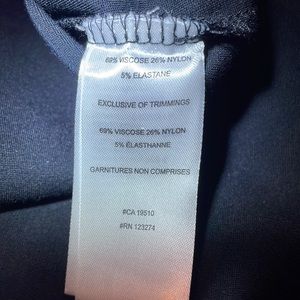 69% VISCOSE 26% NYLON
5% ELASTANE
EXCLUSIVE OF TRIMMINGS
69% VISCOSE 26% NYLON
5% ÉLASTHANNE
GARNITURES NON COMPRISES
#CA 19510
#RN 123274